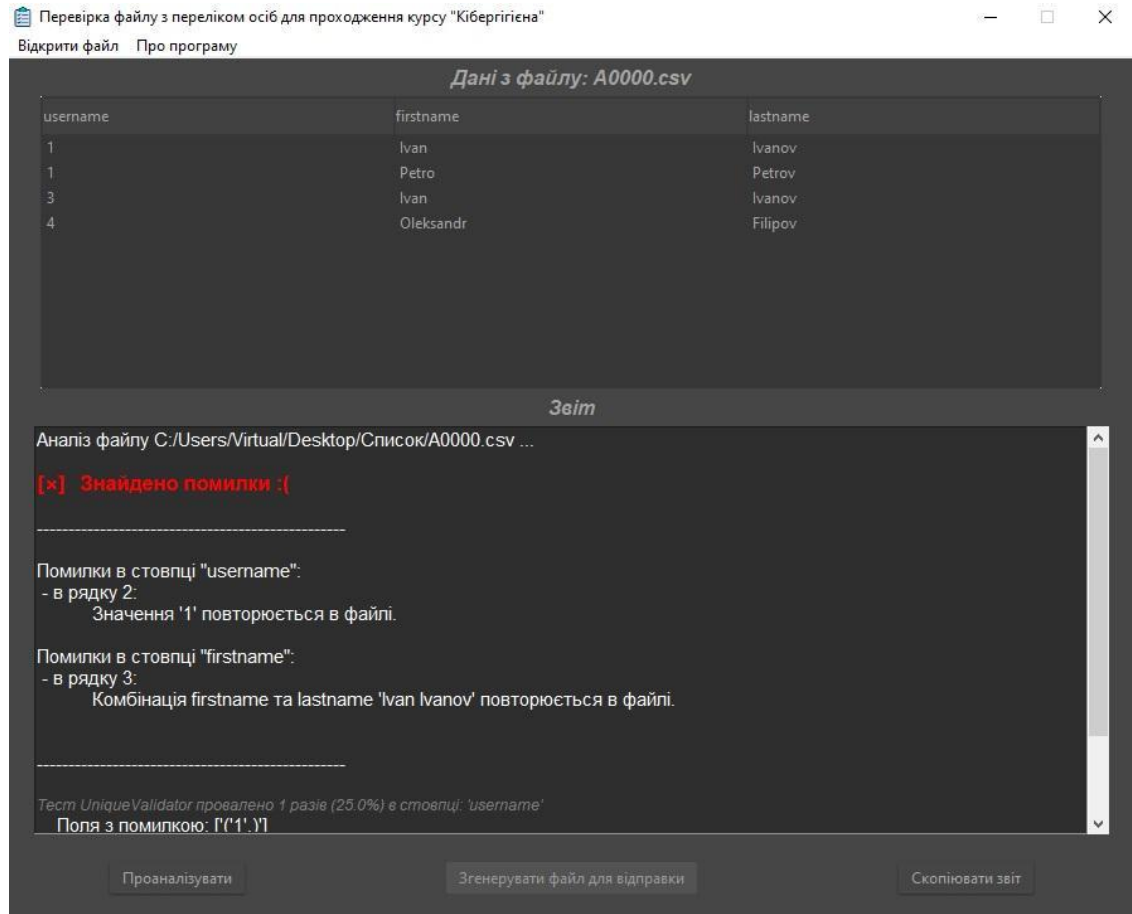 Перевірка файлу з переліком осіб для проходження курсу "Кібергігієна"
Відкрити файл Про програму
Дані з файлу: A0000.csv
username firstname lastname
1 Ivan Ivanov
1 Petro Petrov
3 Ivan Ivanov
4 Oleksandr Filipov
Звіт
Аналіз файлу C:/Users/Virtual/Desktop/Список/A0000.csv ...
[×] Знайдено помилки :(
-------------------------------------------------
Помилки в стовпці "username":
- в рядку 2:
Значення '1' повторюється в файлі.
Помилки в стовпці "firstname":
- в рядку 3:
Комбінація firstname та lastname 'Ivan Ivanov' повторюється в файлі.
-------------------------------------------------
Тест UniqueValidator провалено 1 разів (25.0%) в стовпці: 'username'
Поля з помилкою: ['('1',)']
Проаналізувати Згенерувати файл для відправки Скопіювати звіт